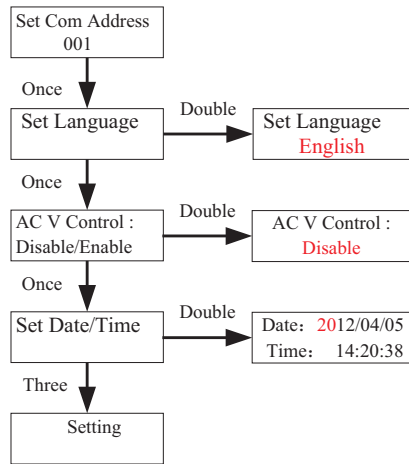 Set Com Address
001
Once
Set Language
Double
Set Language
English
Once
AC V Control :
Disable/Enable
Double
AC V Control :
Disable
Once
Set Date/Time
Double
Date：2012/04/05
Time： 14:20:38
Three
Setting